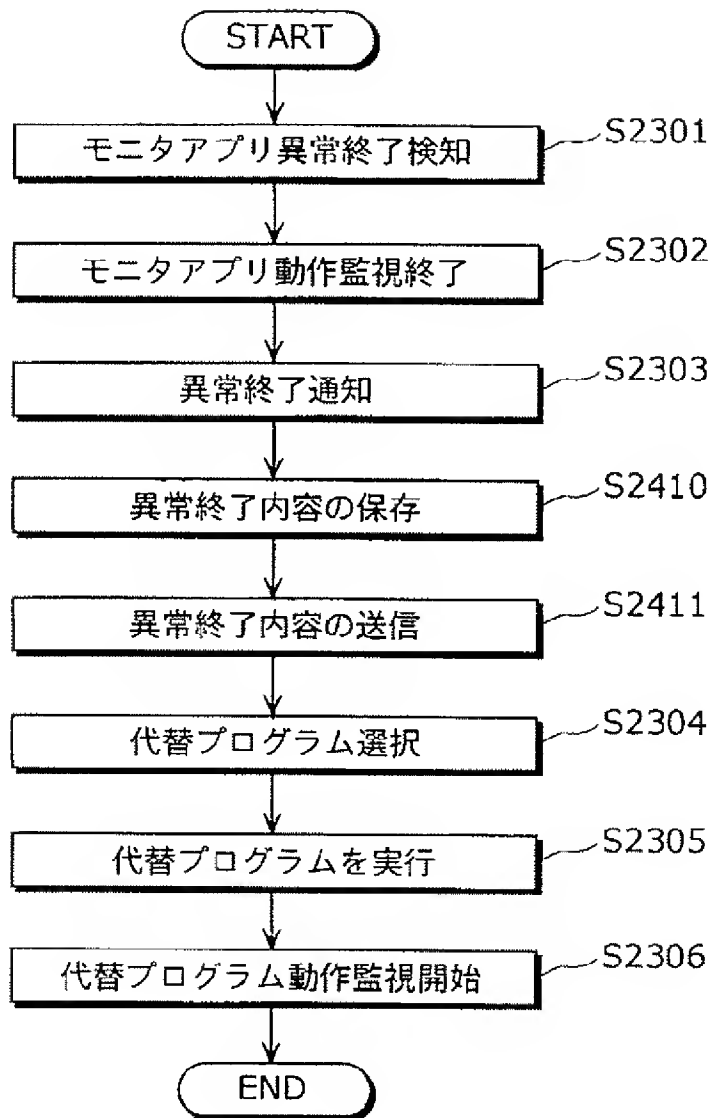 START
モニタアプリ異常終了検知
S2301
モニタアプリ動作監視終了
S2302
異常終了通知
S2303
異常終了内容の保存
S2410
異常終了内容の送信
S2411
代替プログラム選択
S2304
代替プログラムを実行
S2305
代替プログラム動作監視開始
S2306
END